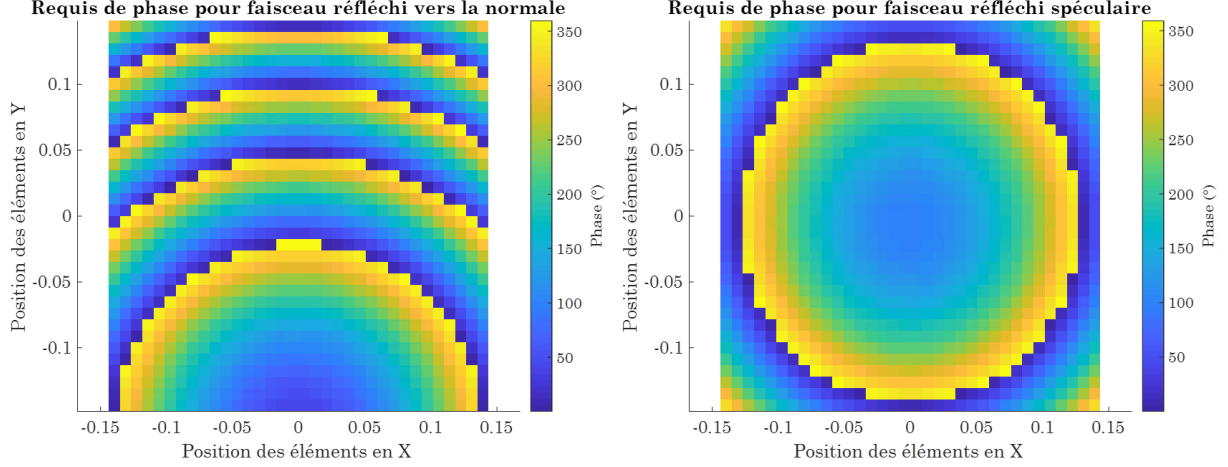 Requis de phase pour faisceau réfléchi vers la normale
350
300
250
200
150
100
50
Phase (°)
0.1
0.05
0
-0.05
-0.1
Position des éléments en Y
-0.15 -0.1 -0.05 0 0.05 0.1 0.15
Position des éléments en X
Requis de phase pour faisceau réfléchi spéculaire
350
300
250
200
150
100
50
Phase (°)
0.1
0.05
0
-0.05
-0.1
Position des éléments en Y
-0.15 -0.1 -0.05 0 0.05 0.1 0.15
Position des éléments en X